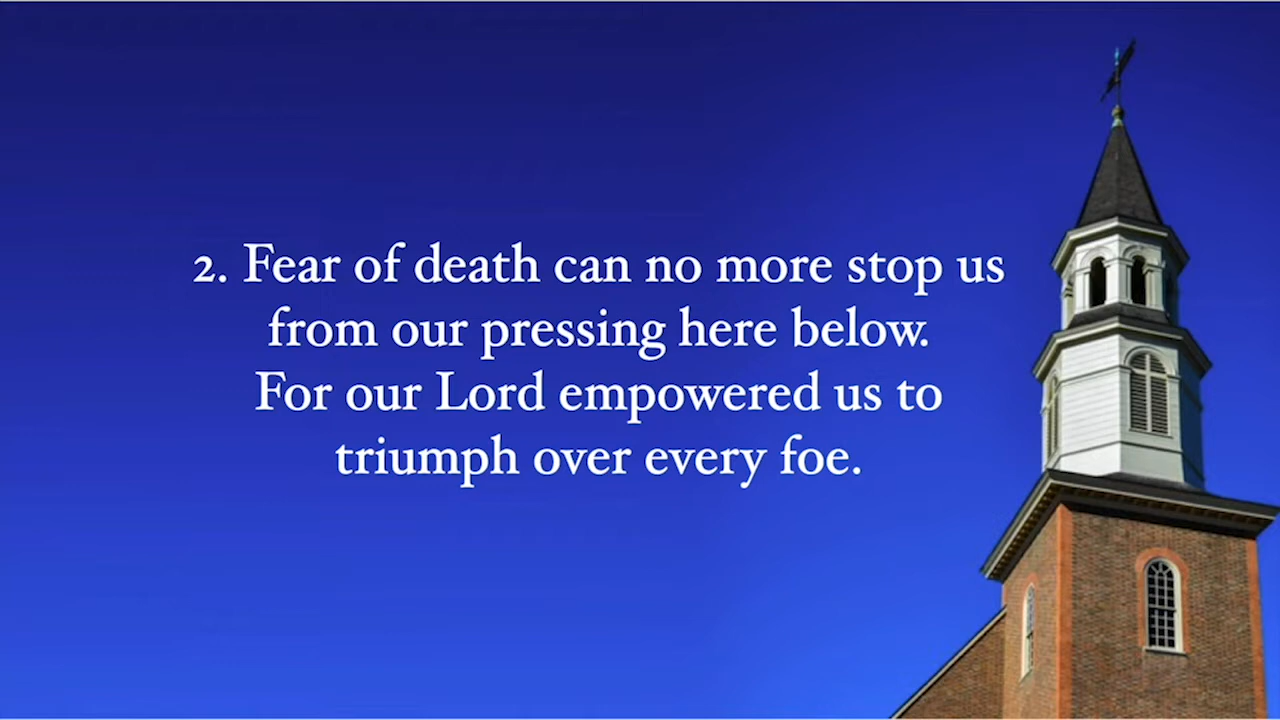 2. Fear of death can no more stop us
from our pressing here below.
For our Lord empowered us to
triumph over every foe.